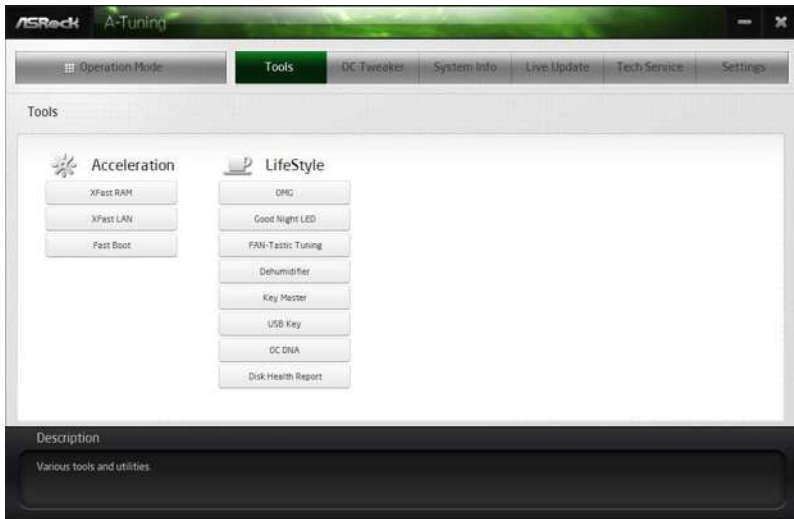 ASRock A-Tuning
Operation Mode Tools OC Tweaker System Info Live Update Tech Service Settings
Tools
Acceleration
XFast RAM
XFast LAN
Fast Boot
LifeStyle
OMG
Good Night LED
FAN-Tastic Tuning
Dehumidifier
Key Master
USB Key
OC DNA
Disk Health Report
Description
Various tools and utilities.